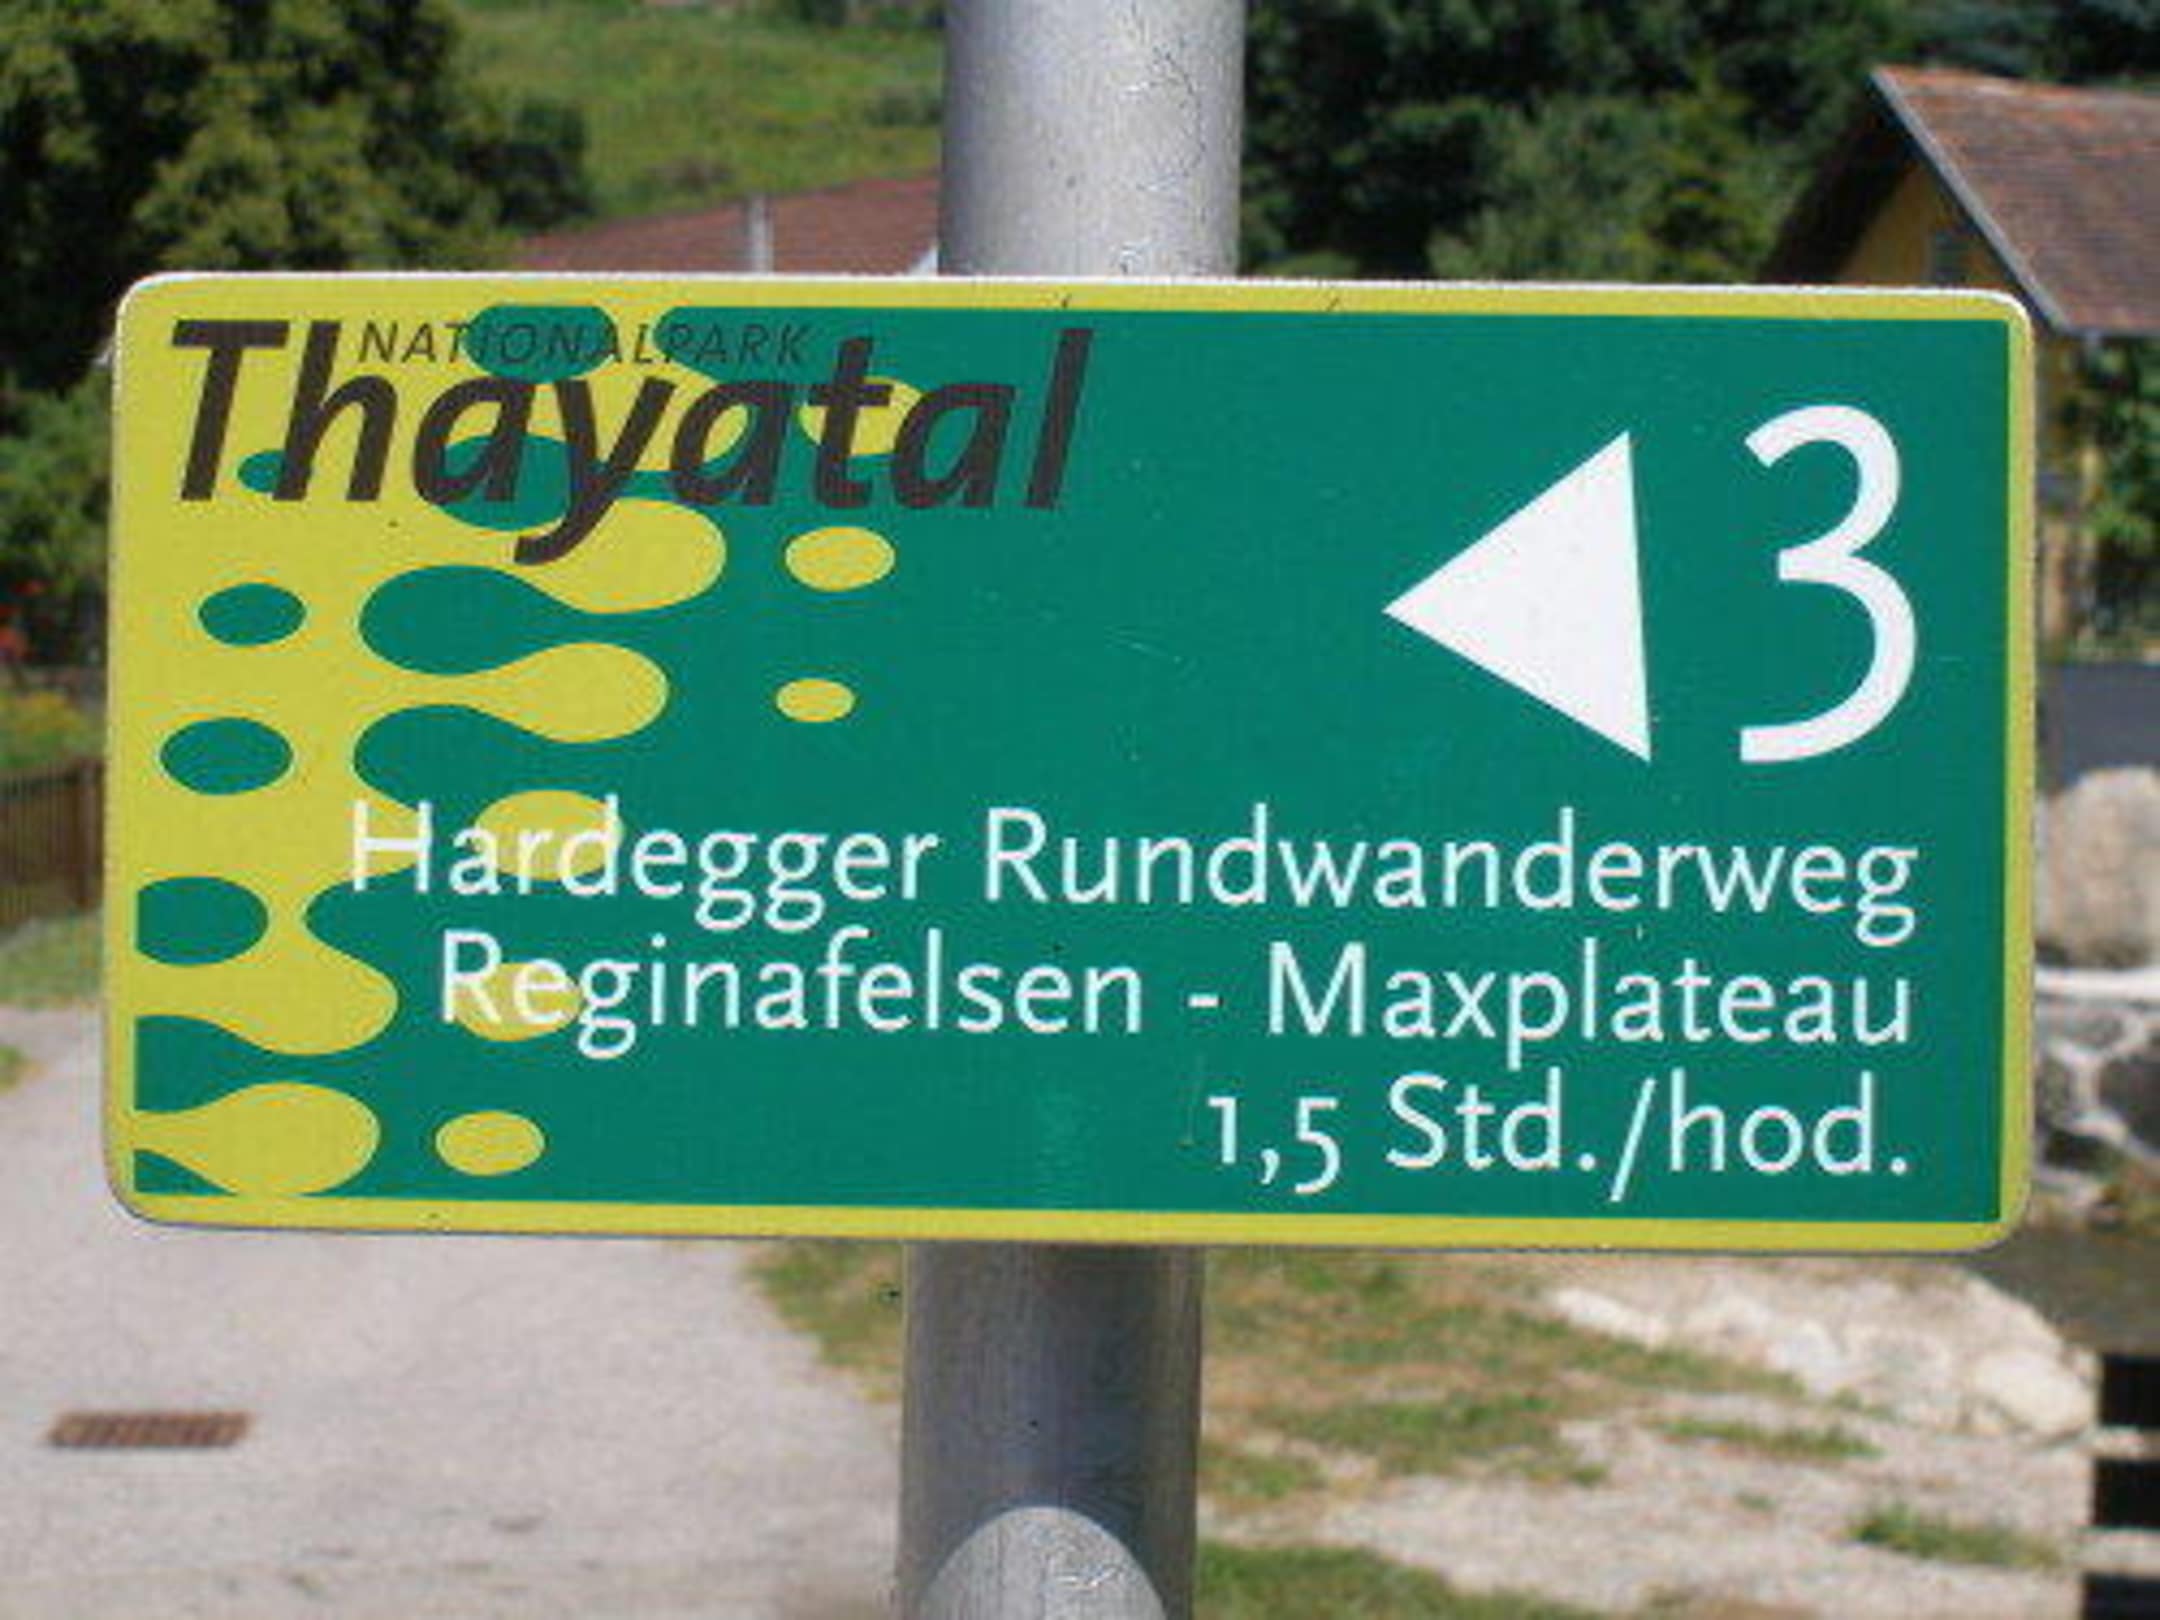 NATIONALPARK
Thayatal
3
Hardegger Rundwanderweg
Reginafelsen - Maxplateau
1,5 Std./hod.